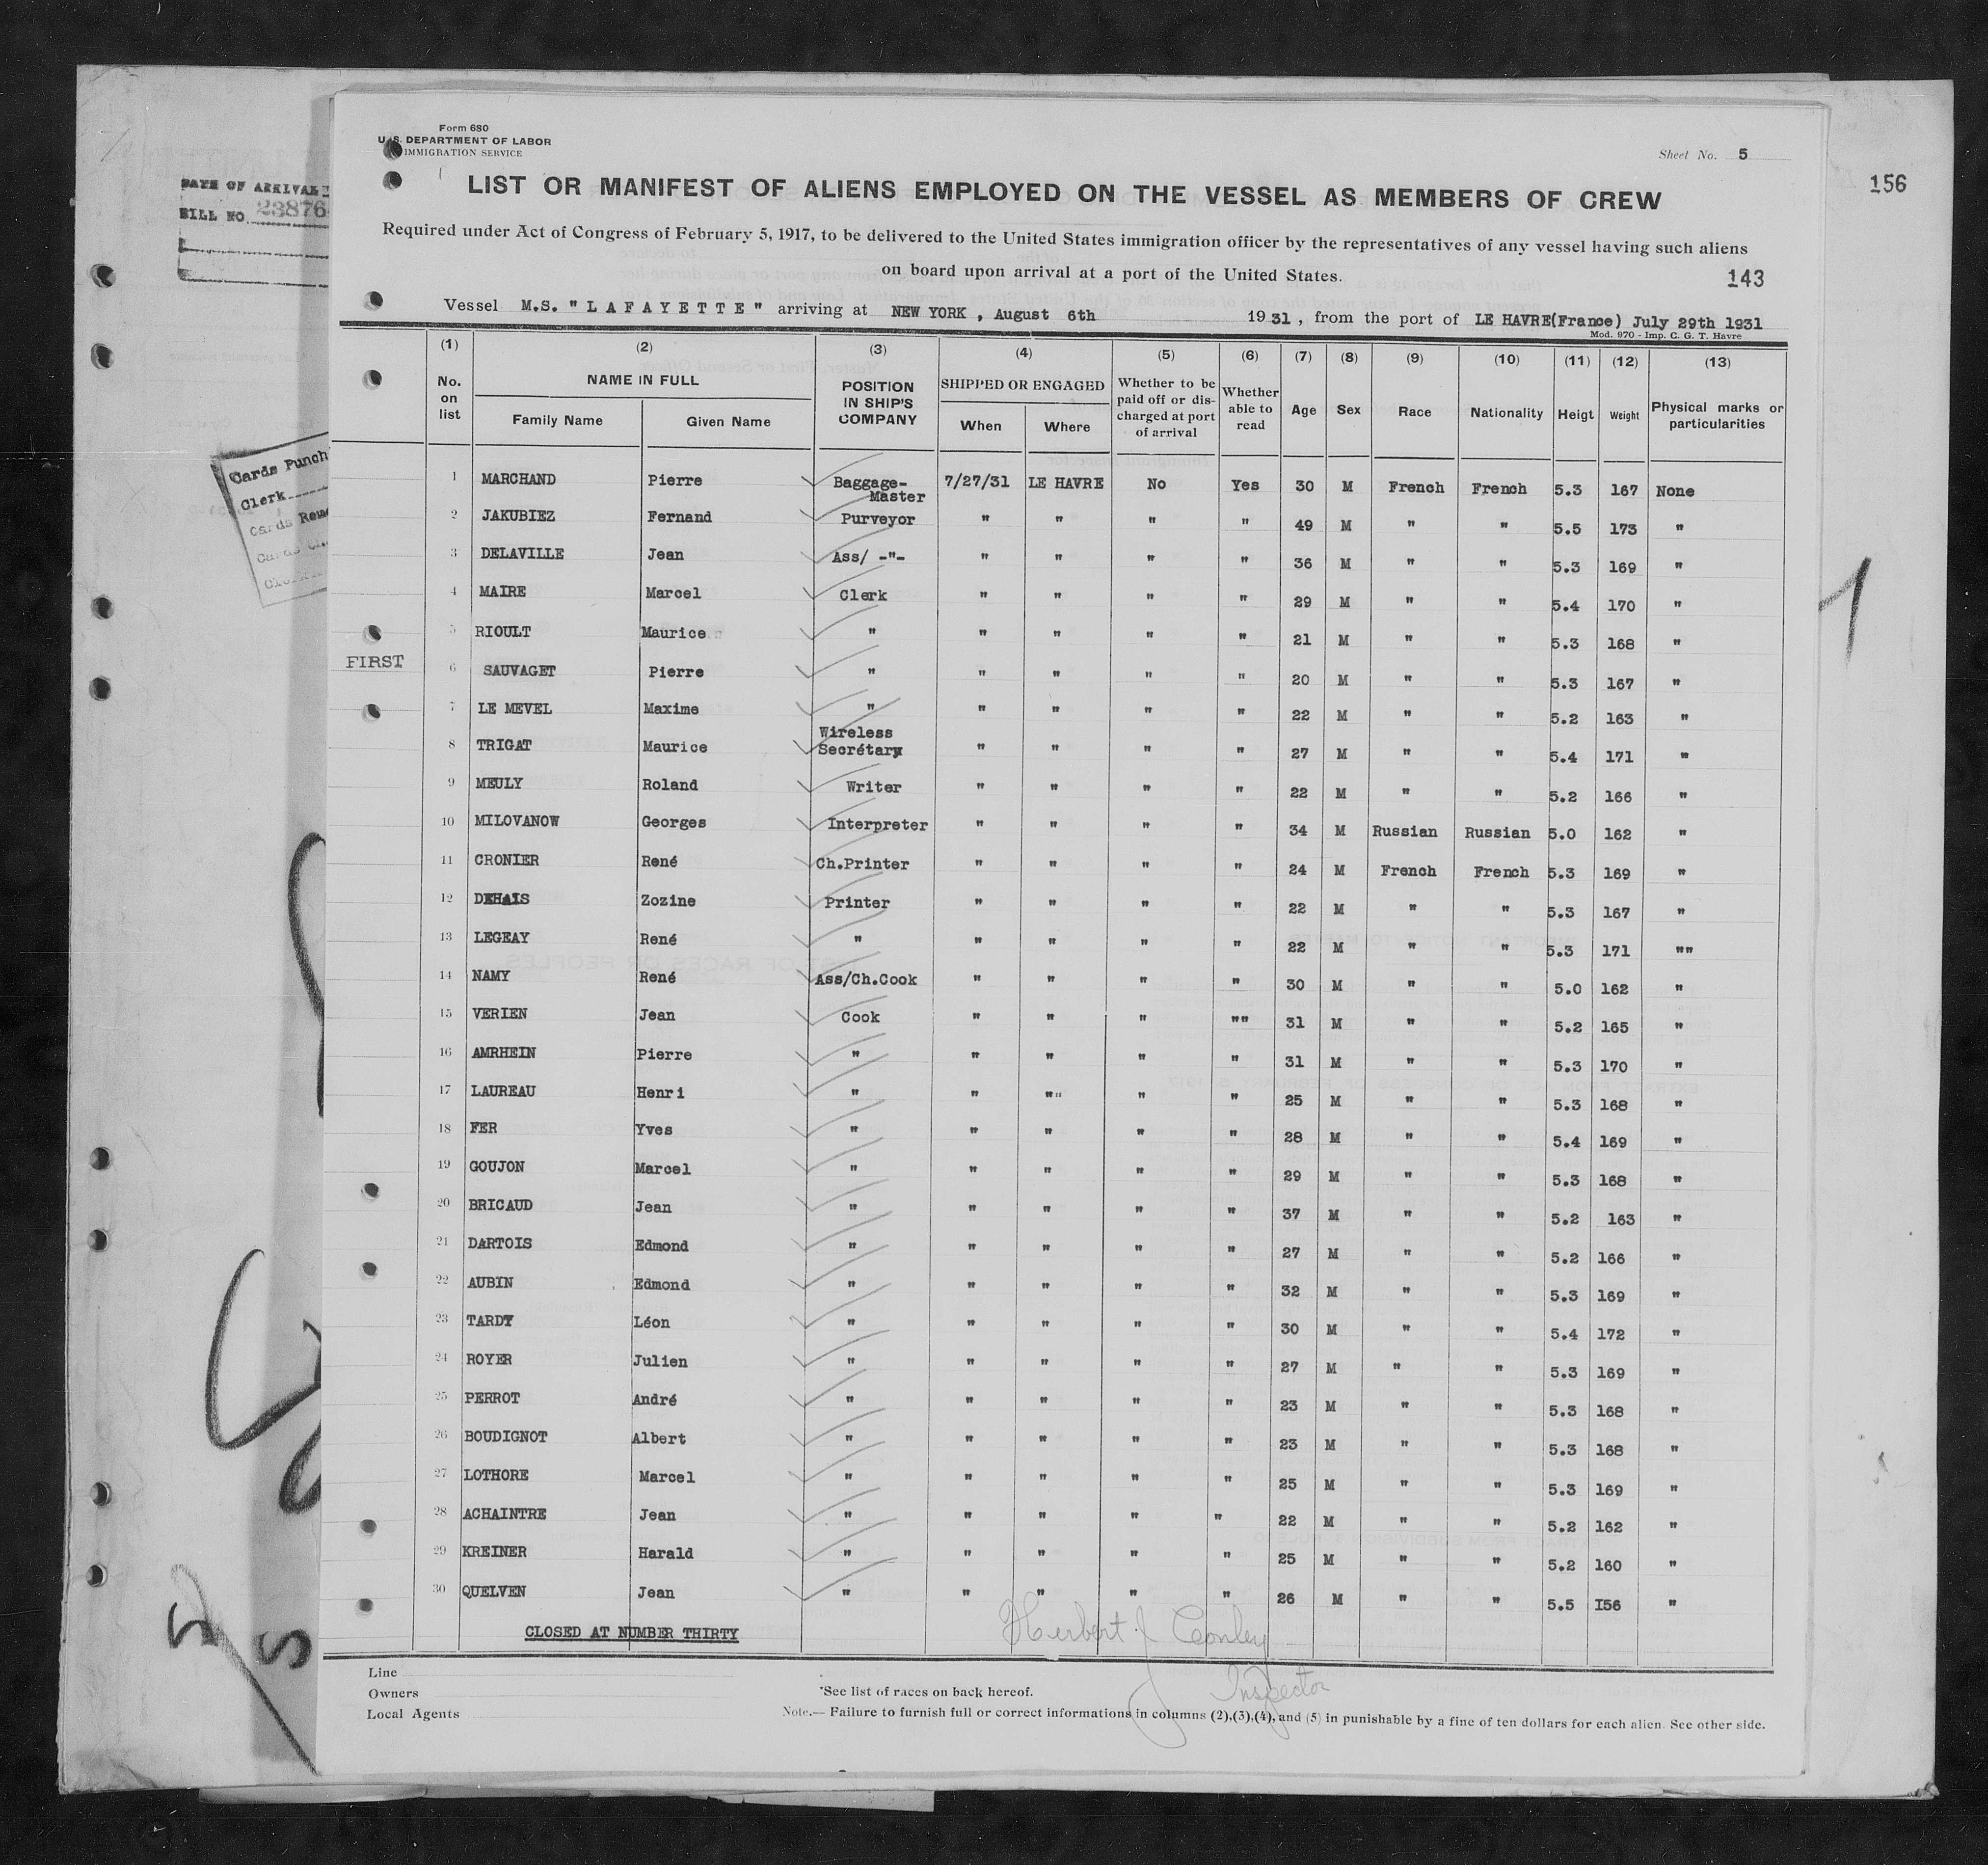 Form 680
U.S. DEPARTMENT OF LABOR
IMMIGRATION SERVICE
Sheet No. 5
156
DATE OF ARRIVAL
BILL NO. 23876
LIST OR MANIFEST OF ALIENS EMPLOYED ON THE VESSEL AS MEMBERS OF CREW
Required under Act of Congress of February 5, 1917, to be delivered to the United States immigration officer by the representatives of any vessel having such aliens
on board upon arrival at a port of the United States.
143
Vessel M.S. "LAFAYETTE" arriving at NEW YORK, August 6th 1931, from the port of LE HAVRE(France) July 29th 1931
Mod. 970 - Imp. C. G. T. Havre
(1) (2) (3) (4) (5) (6) (7) (8) (9) (10) (11) (12) (13)
No. on list NAME IN FULL Family Name Given Name POSITION IN SHIP'S COMPANY SHIPPED OR ENGAGED When Where Whether to be paid off or discharged at port of arrival Whether able to read Age Sex Race Nationality Heigt Weight Physical marks or particularities
Cards Punch
Clerk
Cards
1 MARCHAND Pierre Baggage-Master 7/27/31 LE HAVRE No Yes 30 M French French 5.3 167 None
2 JAKUBIEZ Fernand Purveyor " " " " 49 M " " 5.5 173 "
3 DELAVILLE Jean Ass/ -"- " " " " 36 M " " 5.3 169 "
4 MAIRE Marcel Clerk " " " " 29 M " " 5.4 170 "
5 RIOULT Maurice " " " " " 21 M " " 5.3 168 "
FIRST
6 SAUVAGET Pierre " " " " " 20 M " " 5.3 167 "
7 LE MEVEL Maxime " " " " " 22 M " " 5.2 163 "
8 TRIGAT Maurice Wireless Secrétary " " " " 27 M " " 5.4 171 "
9 MEULY Roland Writer " " " " 22 M " " 5.2 166 "
10 MILOVANOW Georges Interpreter " " " " 34 M Russian Russian 5.0 162 "
11 CRONIER René Ch.Printer " " " " 24 M French French 5.3 169 "
12 DEHAIS Zozine Printer " " " " 22 M " " 5.3 167 "
13 LEGEAY René " " " " " 22 M " " 5.3 171 ""
14 NAMY René Ass/Ch.Cook " " " " 30 M " " 5.0 162 "
15 VERIEN Jean Cook " " " "" 31 M " " 5.2 165 "
16 AMRHEIN Pierre " " " " " 31 M " " 5.3 170 "
17 LAUREAU Henri " " "" " " 25 M " " 5.3 168 "
18 FER Yves " " " " " 28 M " " 5.4 169 "
19 GOUJON Marcel " " " " " 29 M " " 5.3 168 "
20 BRICAUD Jean " " " " " 37 M " " 5.2 163 "
21 DARTOIS Edmond " " " " " 27 M " " 5.2 166 "
22 AUBIN Edmond " " " " " 32 M " " 5.3 169 "
23 TARDY Léon " " " " " 30 M " " 5.4 172 "
24 ROYER Julien " " " " " 27 M " " 5.3 169 "
25 PERROT André " " " " " 23 M " " 5.3 168 "
26 BOUDIGNOT Albert " " " " " 23 M " " 5.3 168 "
27 LOTHORE Marcel " " " " " 25 M " " 5.3 169 "
28 ACHAINTRE Jean " " " " " 22 M " " 5.2 162 "
29 KREINER Harald " " " " " 25 M " " 5.2 160 "
30 QUELVEN Jean " " " " " 26 M " " 5.5 I56 "
CLOSED AT NUMBER THIRTY
Herbert J Conley
Inspector
Line
Owners
Local Agents
*See list of races on back hereof.
Note.— Failure to furnish full or correct informations in columns (2),(3),(4), and (5) in punishable by a fine of ten dollars for each alien. See other side.